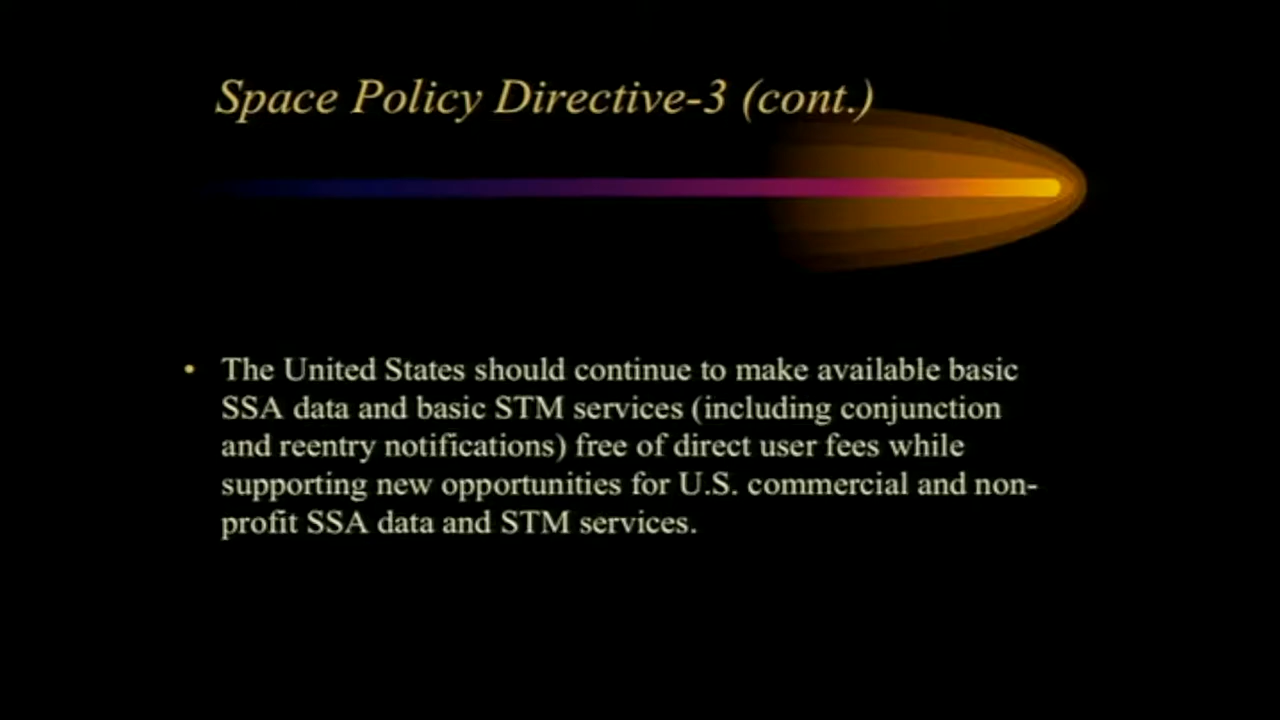 Space Policy Directive-3 (cont.)
• The United States should continue to make available basic
SSA data and basic STM services (including conjunction
and reentry notifications) free of direct user fees while
supporting new opportunities for U.S. commercial and non-
profit SSA data and STM services.